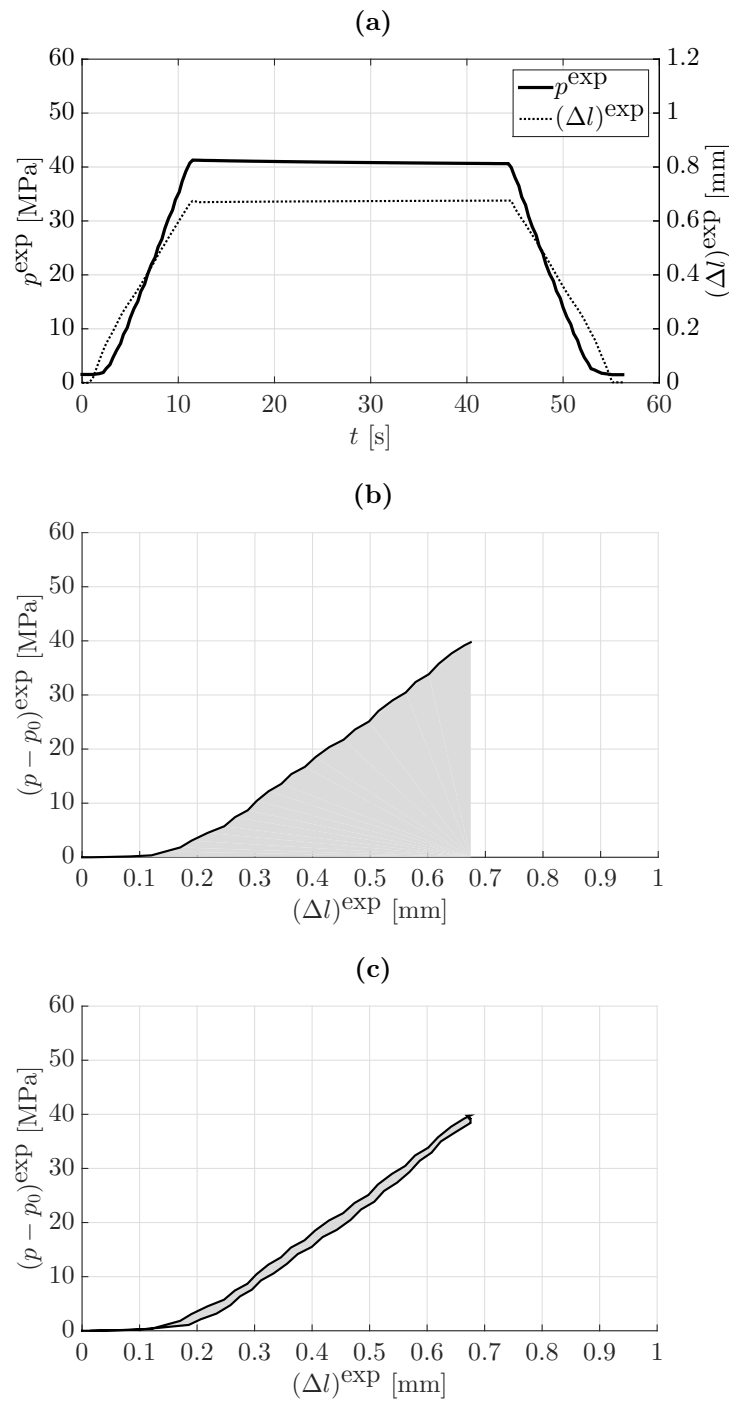 (a)
60
50
40
30
20
10
0
p^exp [MPa]
1.2
1
0.8
0.6
0.4
0.2
0
(Δl)^exp [mm]
p^exp
(Δl)^exp
0 10 20 30 40 50 60
t [s]
(b)
60
50
40
30
20
10
0
(p − p₀)^exp [MPa]
0 0.1 0.2 0.3 0.4 0.5 0.6 0.7 0.8 0.9 1
(Δl)^exp [mm]
(c)
60
50
40
30
20
10
0
(p − p₀)^exp [MPa]
0 0.1 0.2 0.3 0.4 0.5 0.6 0.7 0.8 0.9 1
(Δl)^exp [mm]